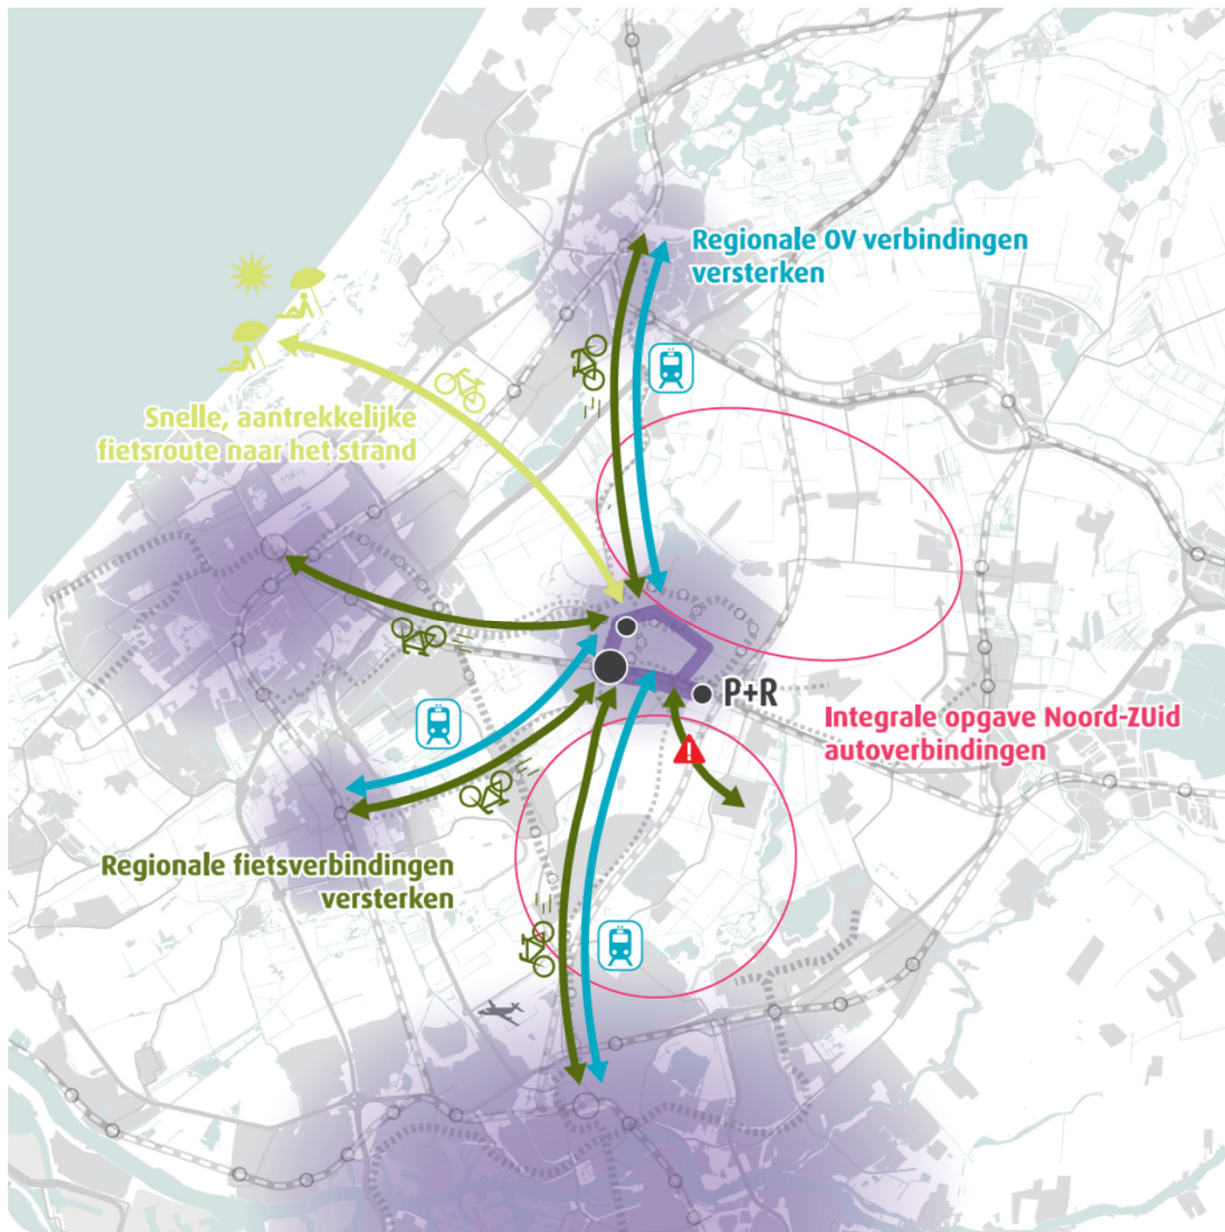 Regionale OV verbindingen
versterken
Snelle, aantrekkelijke
fietsroute naar het strand
P+R
Integrale opgave Noord-ZUid
autoverbindingen
Regionale fietsverbindingen
versterken